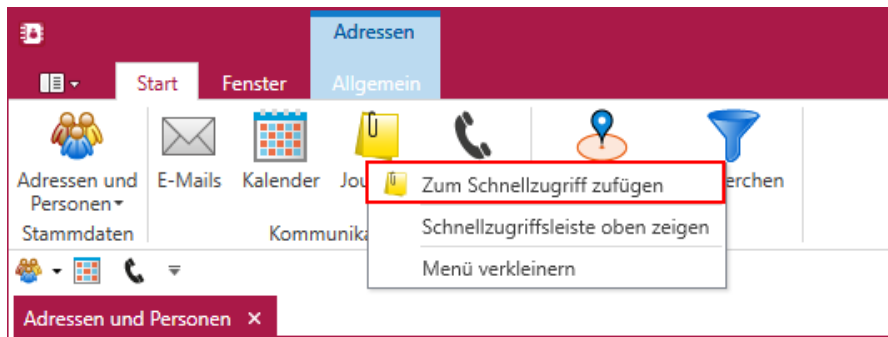 Adressen
Start Fenster Allgemein
Adressen und Personen
E-Mails
Kalender
Zum Schnellzugriff zufügen
Schnellzugriffsleiste oben zeigen
Menü verkleinern
Stammdaten
Adressen und Personen ×